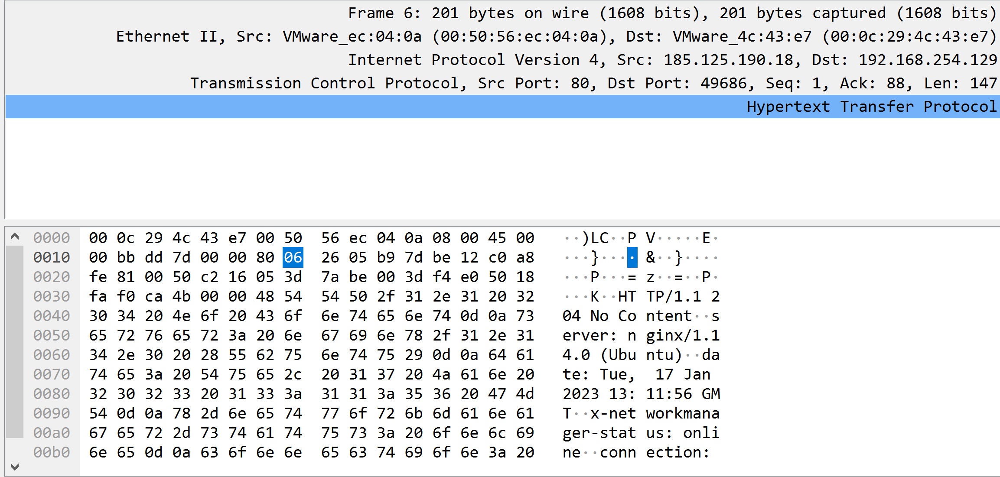 Frame 6: 201 bytes on wire (1608 bits), 201 bytes captured (1608 bits)
Ethernet II, Src: VMware_ec:04:0a (00:50:56:ec:04:0a), Dst: VMware_4c:43:e7 (00:0c:29:4c:43:e7)
Internet Protocol Version 4, Src: 185.125.190.18, Dst: 192.168.254.129
Transmission Control Protocol, Src Port: 80, Dst Port: 49686, Seq: 1, Ack: 88, Len: 147
Hypertext Transfer Protocol
0000 00 0c 29 4c 43 e7 00 50 56 ec 04 0a 08 00 45 00 ··)LC··P V·····E·
0010 00 bb dd 7d 00 00 80 06 26 05 b9 7d be 12 c0 a8 ···}···· &··}····
0020 fe 81 00 50 c2 16 05 3d 7a be 00 3d f4 e0 50 18 ···P···= z··=··P·
0030 fa f0 ca 4b 00 00 48 54 54 50 2f 31 2e 31 20 32 ···K··HT TP/1.1 2
0040 30 34 20 4e 6f 20 43 6f 6e 74 65 6e 74 0d 0a 73 04 No Co ntent··s
0050 65 72 76 65 72 3a 20 6e 67 69 6e 78 2f 31 2e 31 erver: n ginx/1.1
0060 34 2e 30 20 28 55 62 75 6e 74 75 29 0d 0a 64 61 4.0 (Ubu ntu)··da
0070 74 65 3a 20 54 75 65 2c 20 31 37 20 4a 61 6e 20 te: Tue,  17 Jan
0080 32 30 32 33 20 31 33 3a 31 31 3a 35 36 20 47 4d 2023 13: 11:56 GM
0090 54 0d 0a 78 2d 6e 65 74 77 6f 72 6b 6d 61 6e 61 T··x-net workmana
00a0 67 65 72 2d 73 74 61 74 75 73 3a 20 6f 6e 6c 69 ger-stat us: onli
00b0 6e 65 0d 0a 63 6f 6e 6e 65 63 74 69 6f 6e 3a 20 ne··conn ection: